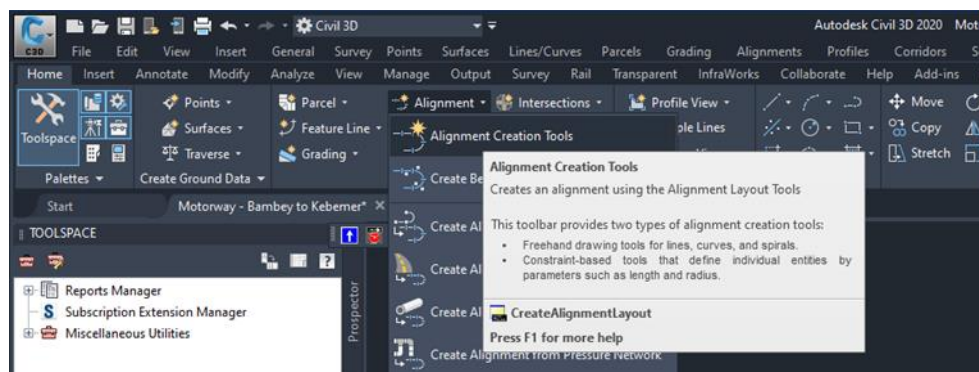 Civil 3D
Autodesk Civil 3D 2020 Mot
C3D File Edit View Insert General Survey Points Surfaces Lines/Curves Parcels Grading Alignments Profiles Corridors S
Home Insert Annotate Modify Analyze View Manage Output Survey Rail Transparent InfraWorks Collaborate Help Add-ins
Toolspace
Points
Surfaces
Traverse
Parcel
Feature Line
Grading
Alignment
Intersections
Profile View
ple Lines
Move
Copy
Stretch
Palettes
Create Ground Data
Alignment Creation Tools
Create Be
Create Al
Create Al
Create Al
Create Alignment from Pressure Network
Alignment Creation Tools
Creates an alignment using the Alignment Layout Tools
This toolbar provides two types of alignment creation tools:
• Freehand drawing tools for lines, curves, and spirals.
• Constraint-based tools that define individual entities by
parameters such as length and radius.
CreateAlignmentLayout
Press F1 for more help
Start
Motorway - Bambey to Kebemer*
TOOLSPACE
Reports Manager
Subscription Extension Manager
Miscellaneous Utilities
Prospector